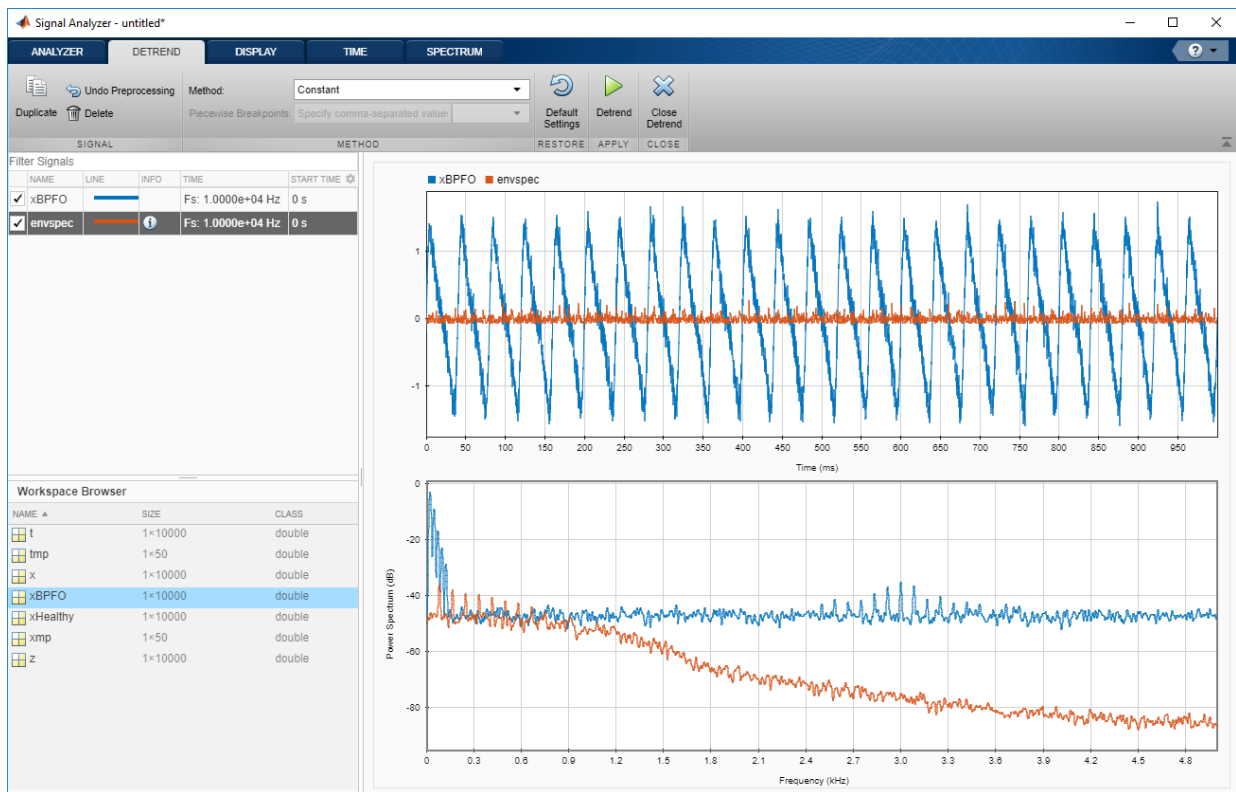 Signal Analyzer - untitled*
ANALYZER DETREND DISPLAY TIME SPECTRUM ?
Undo Preprocessing Method: Constant
Duplicate Delete Piecewise Breakpoints: Specify comma-separated value: Default Settings Detrend Close Detrend
SIGNAL METHOD RESTORE APPLY CLOSE
Filter Signals
NAME LINE INFO TIME START TIME
xBPFO Fs: 1.0000e+04 Hz 0 s
envspec i Fs: 1.0000e+04 Hz 0 s
Workspace Browser
NAME SIZE CLASS
t 1×10000 double
tmp 1×50 double
x 1×10000 double
xBPFO 1×10000 double
xHealthy 1×10000 double
xmp 1×50 double
z 1×10000 double
xBPFO envspec
1
0
-1
0 50 100 150 200 250 300 350 400 450 500 550 600 650 700 750 800 850 900 950
Time (ms)
0
-20
-40
-60
-80
Power Spectrum (dB)
0 0.3 0.6 0.9 1.2 1.5 1.8 2.1 2.4 2.7 3.0 3.3 3.6 3.9 4.2 4.5 4.8
Frequency (kHz)